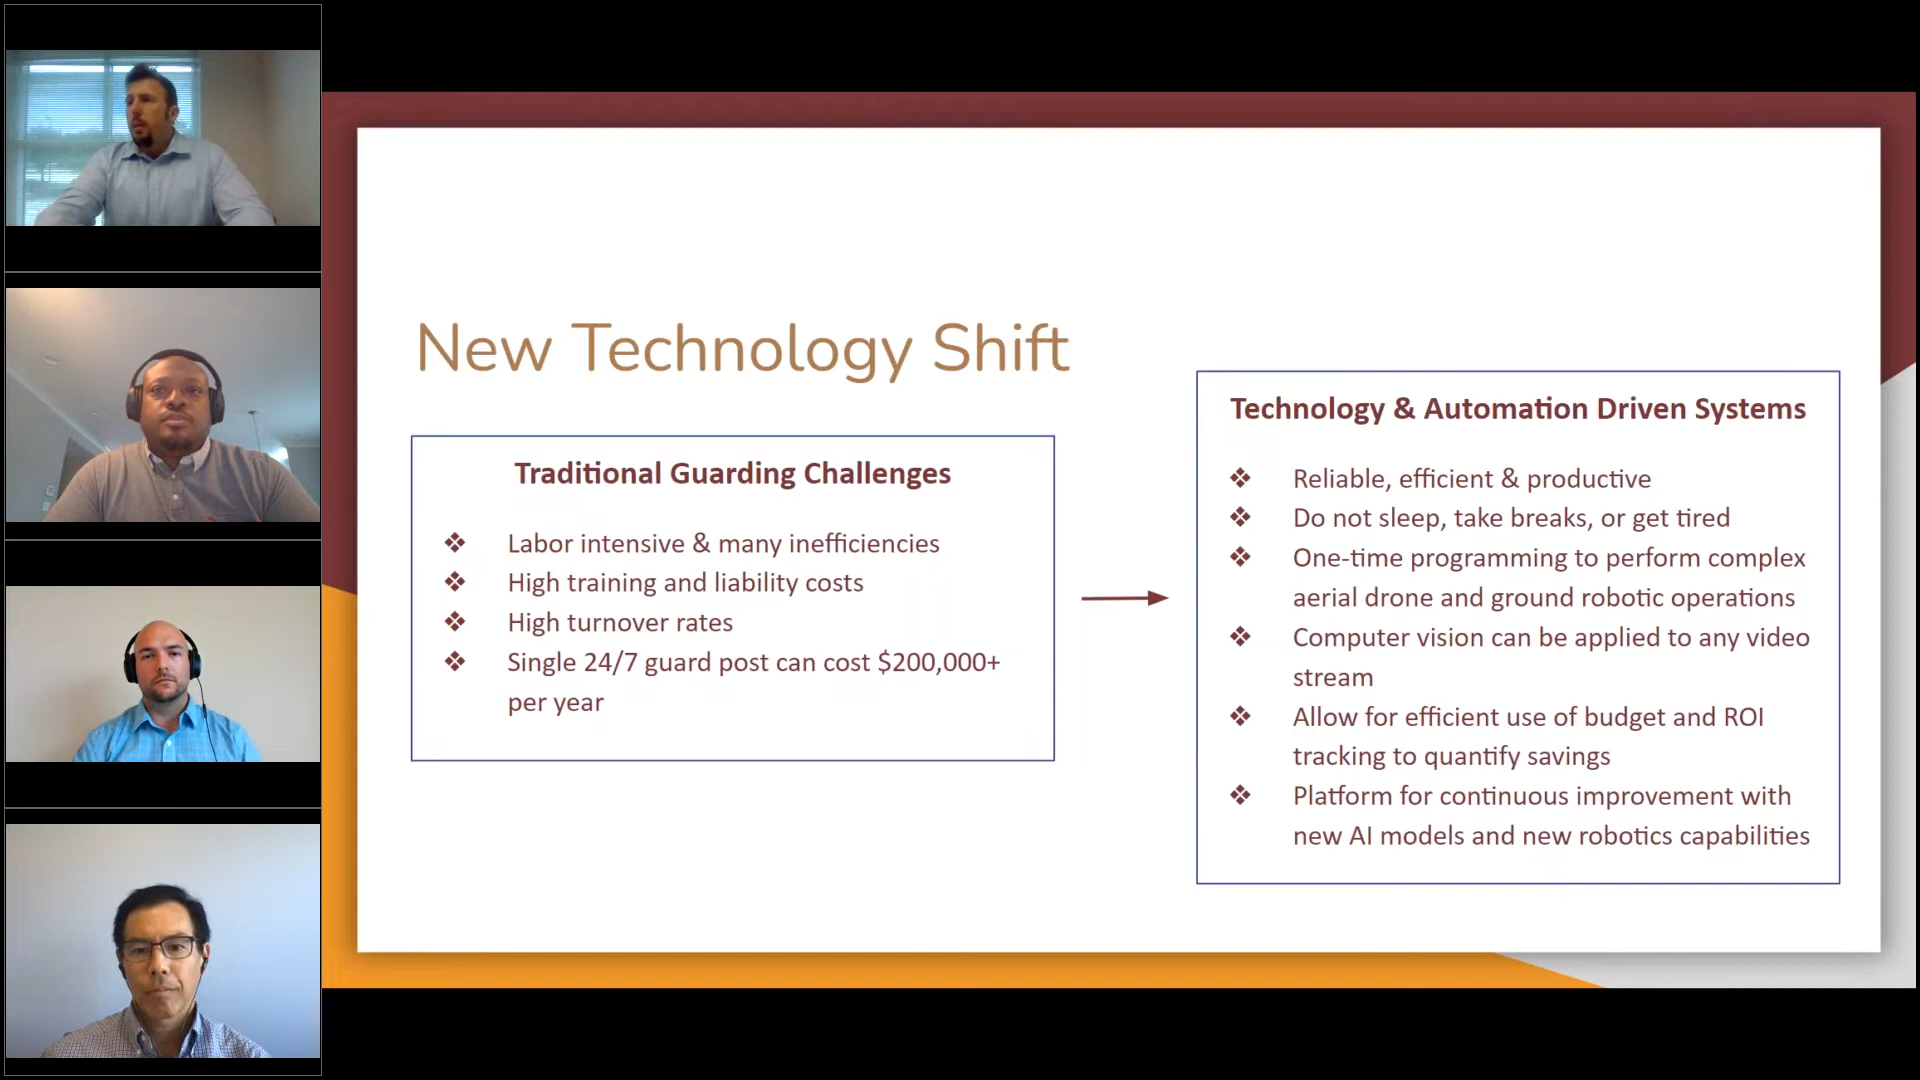 New Technology Shift
Traditional Guarding Challenges
❖ Labor intensive & many inefficiencies
❖ High training and liability costs
❖ High turnover rates
❖ Single 24/7 guard post can cost $200,000+
per year
Technology & Automation Driven Systems
❖ Reliable, efficient & productive
❖ Do not sleep, take breaks, or get tired
❖ One-time programming to perform complex
aerial drone and ground robotic operations
❖ Computer vision can be applied to any video
stream
❖ Allow for efficient use of budget and ROI
tracking to quantify savings
❖ Platform for continuous improvement with
new AI models and new robotics capabilities